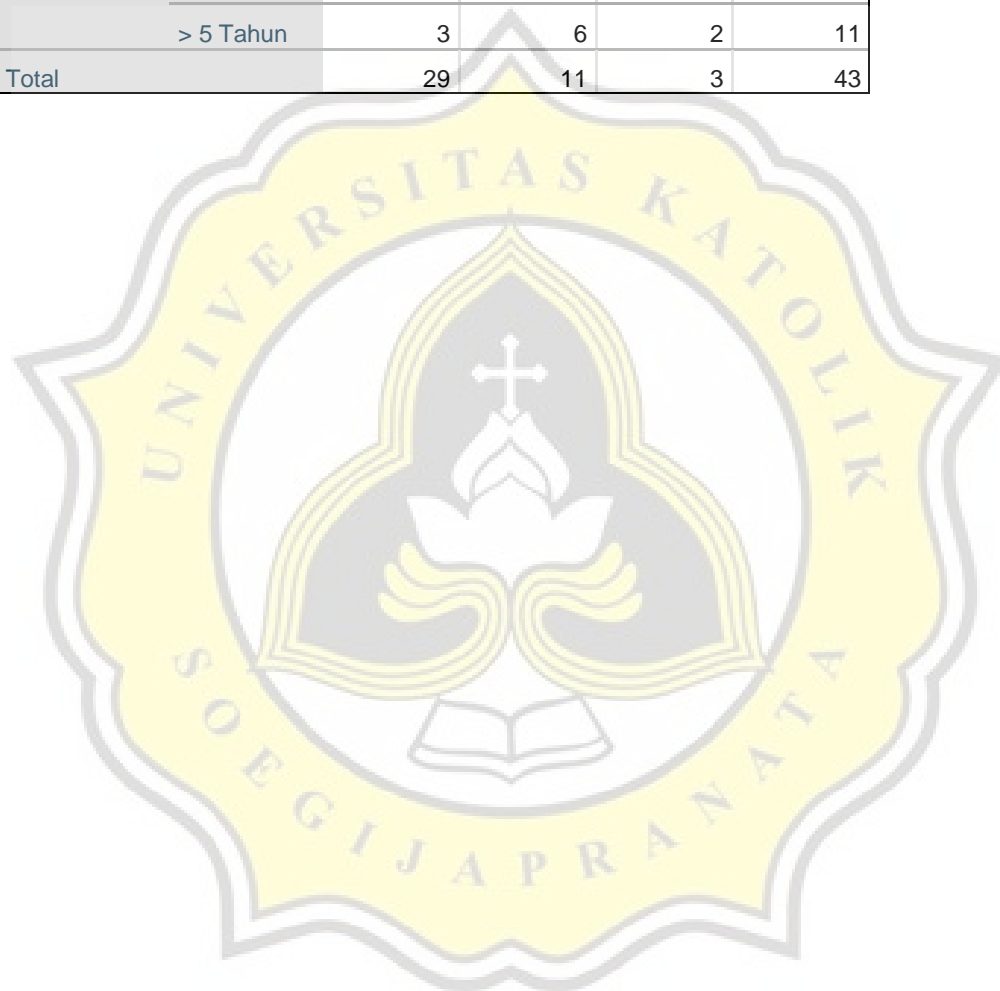 > 5 Tahun 3 6 2 11
Total 29 11 3 43
UNIVERSITAS KATOLIK
SOEGIJAPRANATA